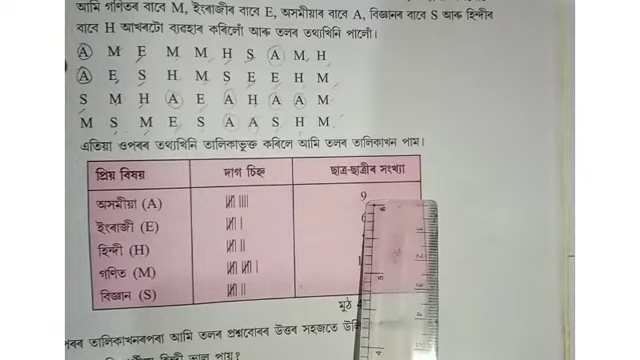 আমি গণিতৰ বাবে M, ইংৰাজীৰ বাবে E, অসমীয়াৰ বাবে A, বিজ্ঞানৰ বাবে S আৰু হিন্দীৰ
বাবে H আখৰটো ব্যৱহাৰ কৰিলোঁ আৰু তলৰ তথ্যখিনি পালোঁ।
A M E M M H S A M H
A E S H M S E E H M
S M H A E A H A A M
M S M E S A A S H M
এতিয়া ওপৰৰ তথ্যখিনি তালিকাভুক্ত কৰিলে আমি তলৰ তালিকাখন পাম।
প্ৰিয় বিষয় দাগ চিহ্ন ছাত্ৰ-ছাত্ৰীৰ সংখ্যা
অসমীয়া (A) 9
ইংৰাজী (E)
হিন্দী (H)
গণিত (M)
বিজ্ঞান (S)
মুঠ
তালিকাখনৰপৰা আমি তলৰ প্ৰশ্নবোৰৰ উত্তৰ সহজতে
হিন্দী ভাল পায়?